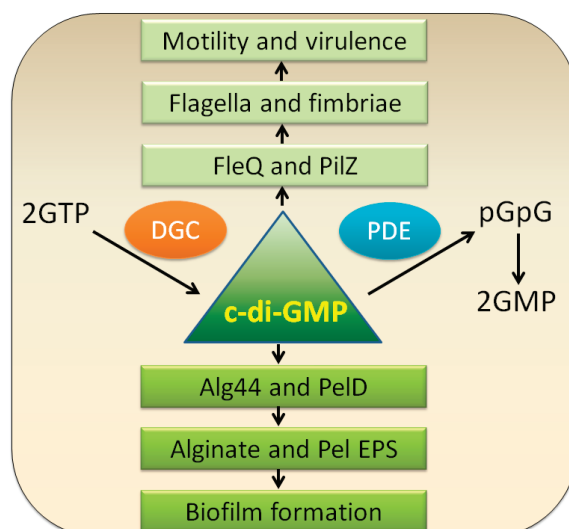 Motility and virulence
Flagella and fimbriae
FleQ and PilZ
2GTP
DGC
PDE
pGpG
c-di-GMP
2GMP
Alg44 and PelD
Alginate and Pel EPS
Biofilm formation